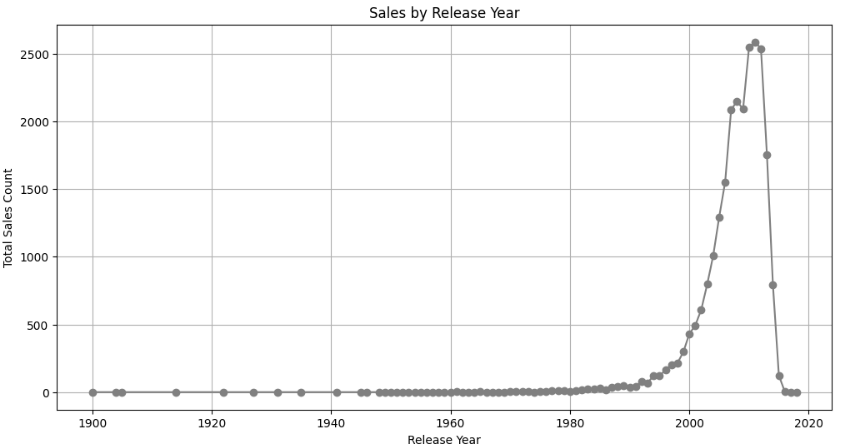 Sales by Release Year
Total Sales Count
2500
2000
1500
1000
500
0
1900 1920 1940 1960 1980 2000 2020
Release Year